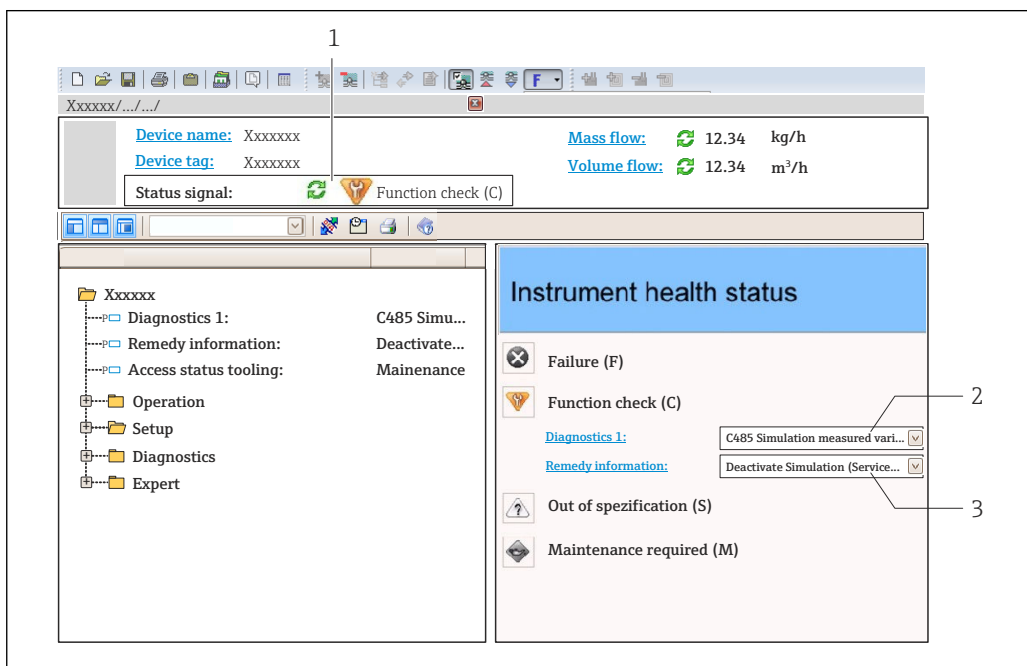 1
F
Xxxxxx/.../.../
Device name: Xxxxxxx
Mass flow: 12.34 kg/h
Device tag: Xxxxxxx
Volume flow: 12.34 m³/h
Status signal: Function check (C)
Xxxxxx
Diagnostics 1: C485 Simu...
Remedy information: Deactivate...
Access status tooling: Mainenance
Operation
Setup
Diagnostics
Expert
Instrument health status
Failure (F)
Function check (C)
Diagnostics 1: C485 Simulation measured vari...
2
Remedy information: Deactivate Simulation (Service...
3
Out of spezification (S)
Maintenance required (M)